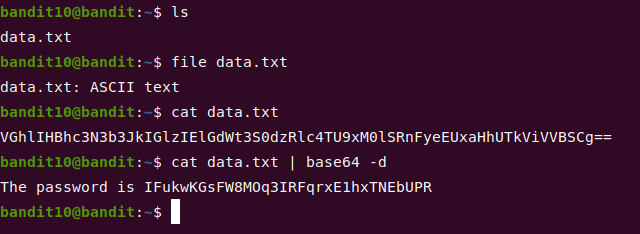 bandit10@bandit:~$ ls
data.txt
bandit10@bandit:~$ file data.txt
data.txt: ASCII text
bandit10@bandit:~$ cat data.txt
VGhlIHBhc3N3b3JkIGlzIElGdWt3S0dzRlc4TU9xM0lSRnFyeEUxaHhUTkViVVBSCg==
bandit10@bandit:~$ cat data.txt | base64 -d
The password is IFukwKGsFW8MOq3IRFqrxE1hxTNEbUPR
bandit10@bandit:~$